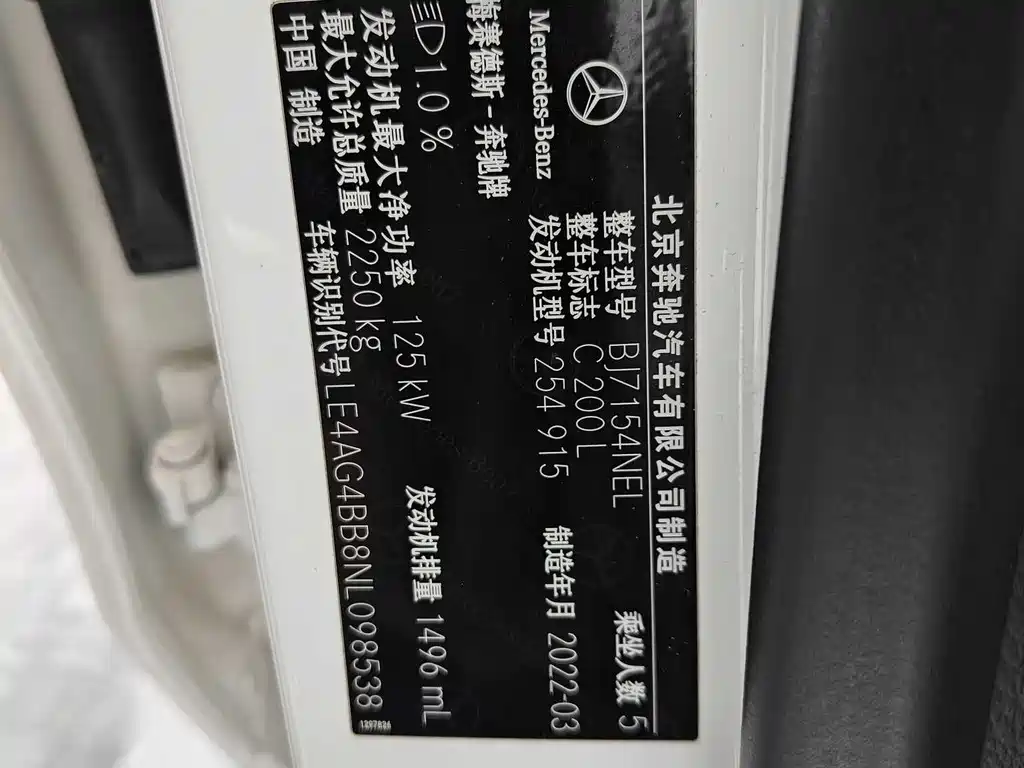 北京奔驰汽车有限公司制造
Mercedes-Benz
梅赛德斯-奔驰牌
整车型号 BJ7154NEL 乘坐人数 5
整车标志 C 200 L
发动机型号 254 915 制造年月 2022-03
1.0 %
发动机最大净功率 125 kW 发动机排量 1496 mL
最大允许总质量 2250 kg
中国 制造 车辆识别代号 LE4AG4BB8NL098538